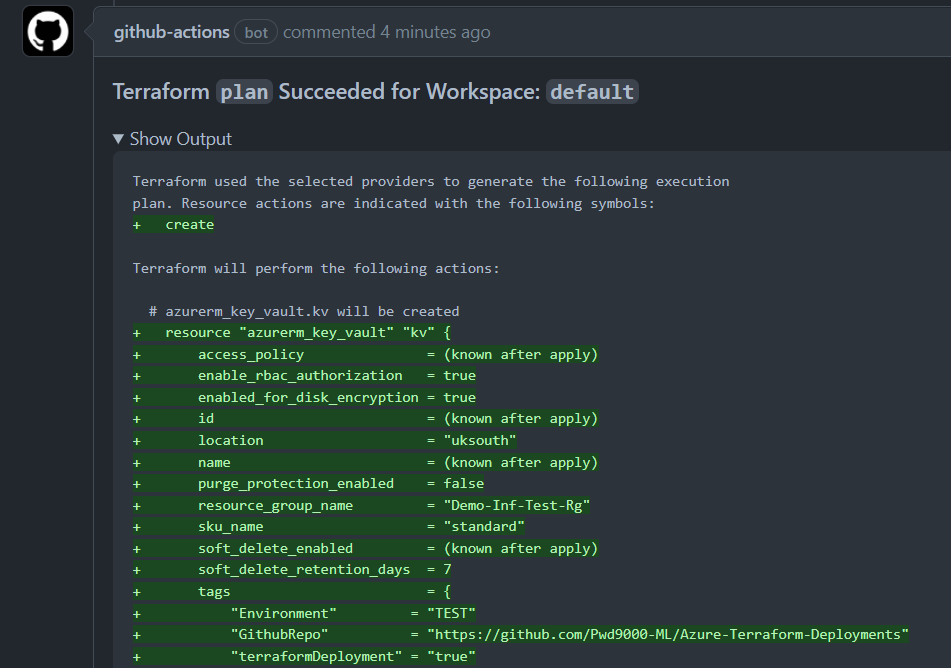 github-actions bot commented 4 minutes ago
Terraform plan Succeeded for Workspace: default
▼ Show Output
Terraform used the selected providers to generate the following execution
plan. Resource actions are indicated with the following symbols:
+   create
Terraform will perform the following actions:
  # azurerm_key_vault.kv will be created
+   resource "azurerm_key_vault" "kv" {
+       access_policy               = (known after apply)
+       enable_rbac_authorization   = true
+       enabled_for_disk_encryption = true
+       id                          = (known after apply)
+       location                    = "uksouth"
+       name                        = (known after apply)
+       purge_protection_enabled    = false
+       resource_group_name         = "Demo-Inf-Test-Rg"
+       sku_name                    = "standard"
+       soft_delete_enabled         = (known after apply)
+       soft_delete_retention_days  = 7
+       tags                        = {
+           "Environment"         = "TEST"
+           "GithubRepo"          = "https://github.com/Pwd9000-ML/Azure-Terraform-Deployments"
+           "terraformDeployment" = "true"